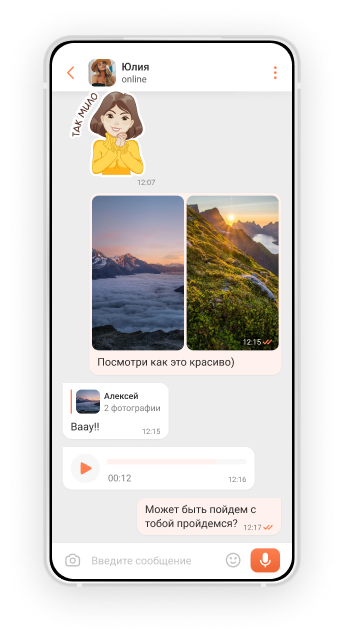 Юлия
online
ТАК МИЛО
12:07
12:15
Посмотри как это красиво)
Алексей
2 фотографии
Ваау!!
12:15
00:12
12:16
Может быть пойдем с
тобой пройдемся?
12:17
Введите сообщение